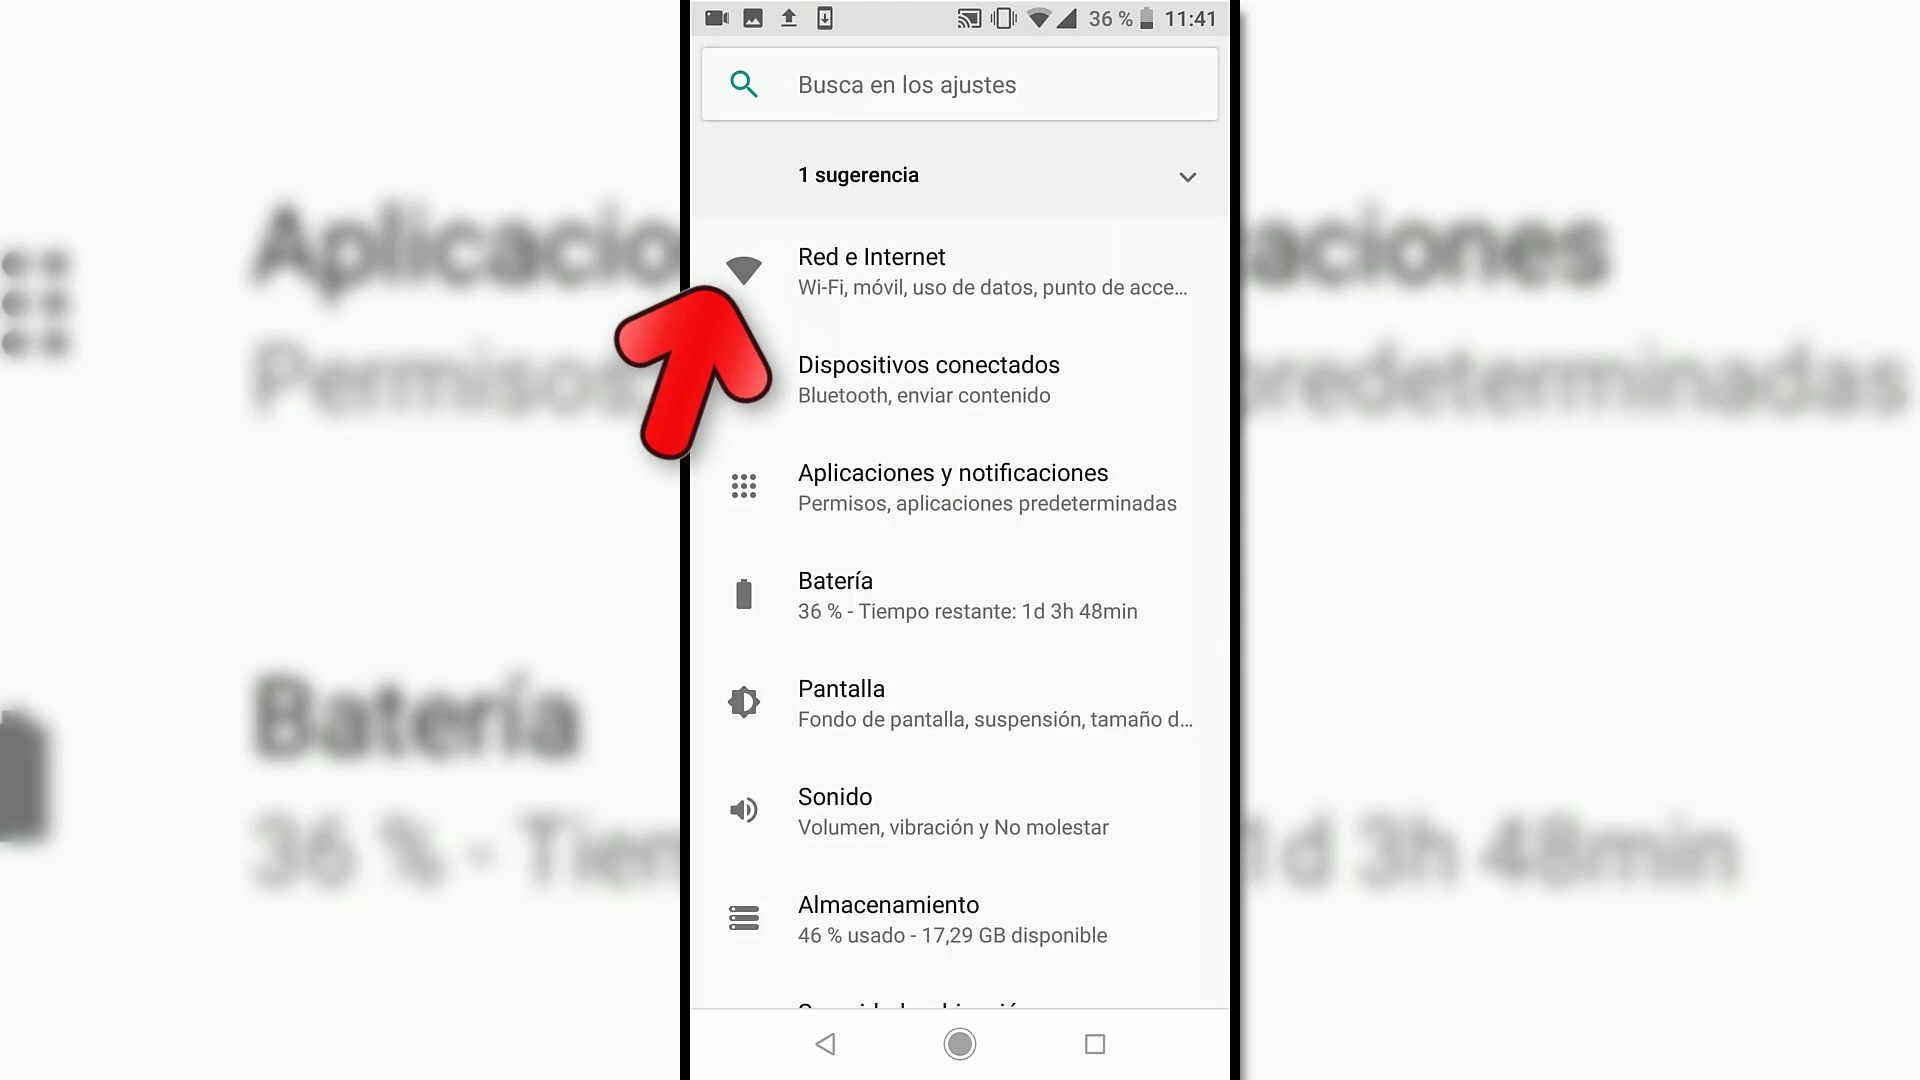 36 % 11:41
Busca en los ajustes
1 sugerencia
Red e Internet
Wi-Fi, móvil, uso de datos, punto de acce...
Dispositivos conectados
Bluetooth, enviar contenido
Aplicaciones y notificaciones
Permisos, aplicaciones predeterminadas
Batería
36 % - Tiempo restante: 1d 3h 48min
Pantalla
Fondo de pantalla, suspensión, tamaño d...
Sonido
Volumen, vibración y No molestar
Almacenamiento
46 % usado - 17,29 GB disponible